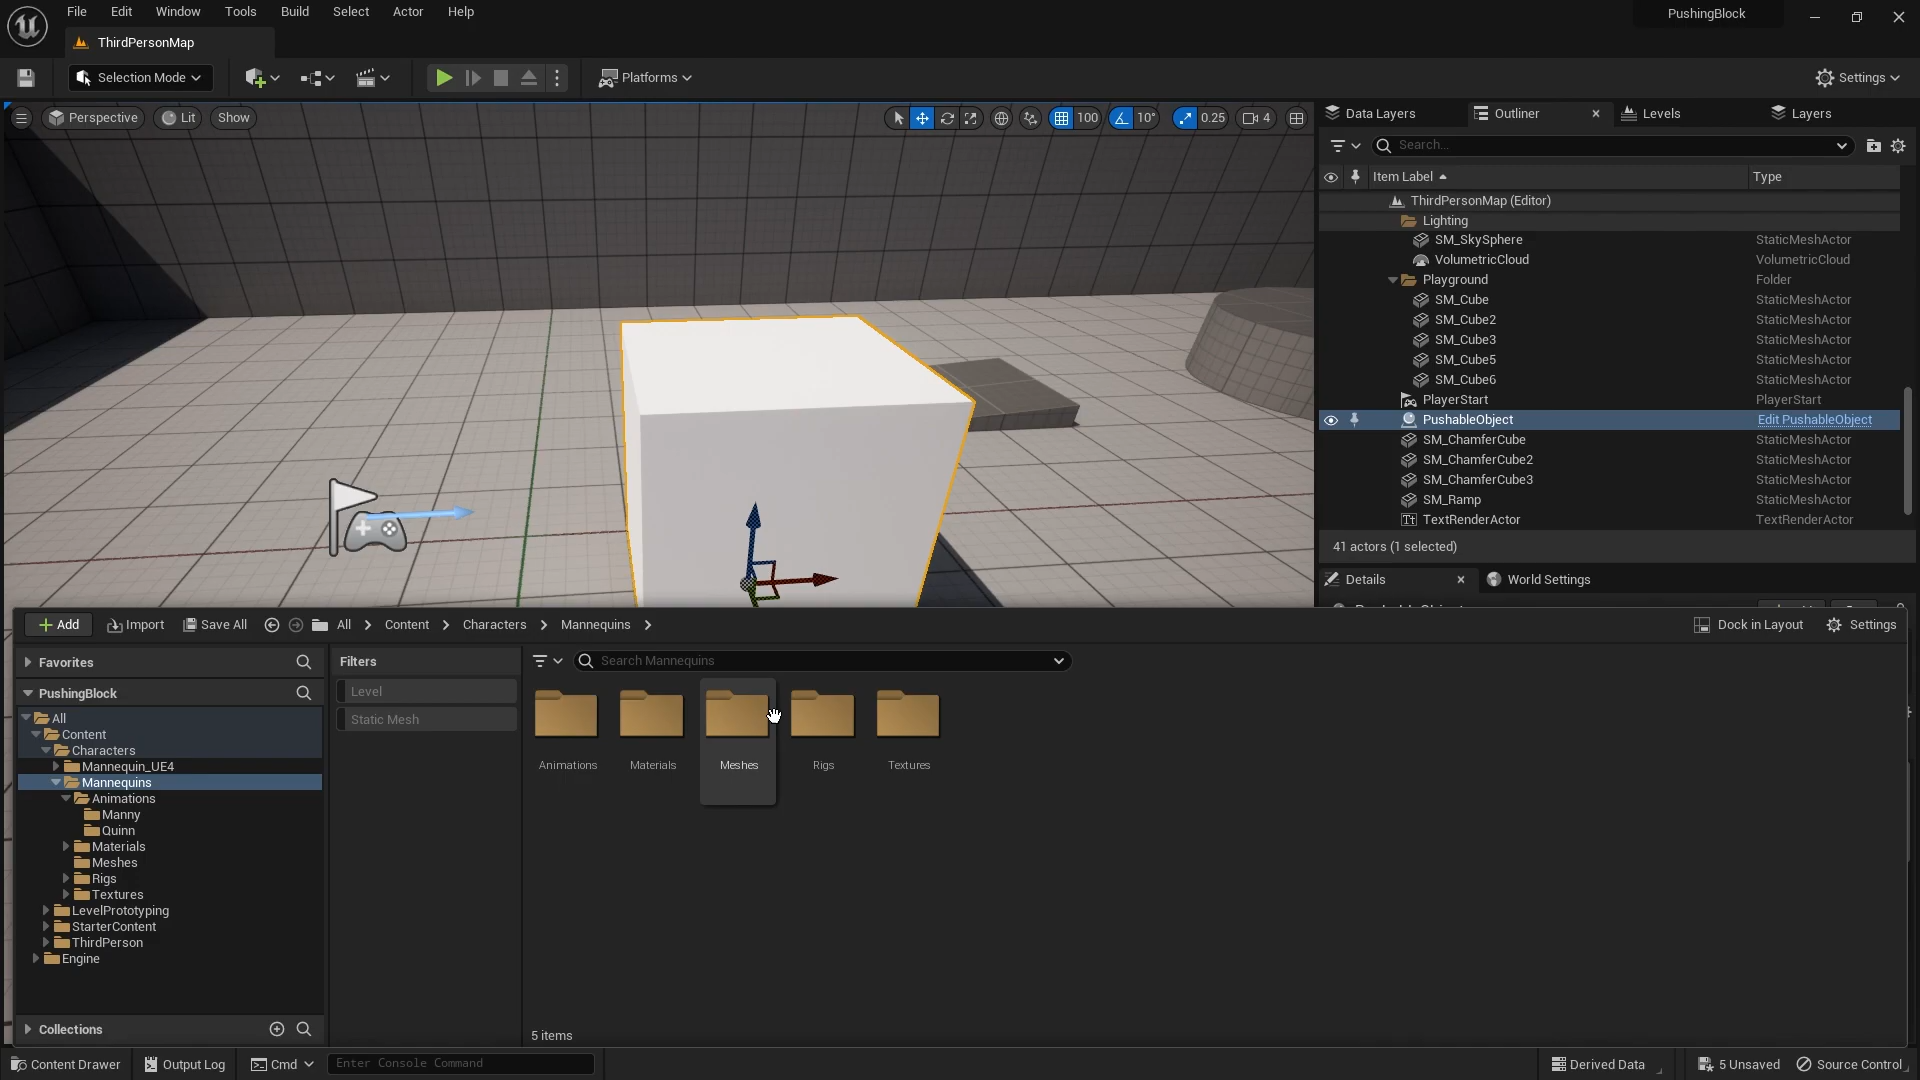 File Edit Window Tools Build Select Actor Help
PushingBlock
ThirdPersonMap
Selection Mode
Platforms
Settings
Perspective
Lit
Show
100
10°
0.25
4
Data Layers
Outliner
Levels
Layers
Search...
Item Label
Type
ThirdPersonMap (Editor)
Lighting
SM_SkySphere StaticMeshActor
VolumetricCloud VolumetricCloud
Playground Folder
SM_Cube StaticMeshActor
SM_Cube2 StaticMeshActor
SM_Cube3 StaticMeshActor
SM_Cube5 StaticMeshActor
SM_Cube6 StaticMeshActor
PlayerStart PlayerStart
PushableObject Edit PushableObject
SM_ChamferCube StaticMeshActor
SM_ChamferCube2 StaticMeshActor
SM_ChamferCube3 StaticMeshActor
SM_Ramp StaticMeshActor
TextRenderActor TextRenderActor
41 actors (1 selected)
Details
World Settings
Add
Import
Save All
All
Content
Characters
Mannequins
Dock in Layout
Settings
Favorites
PushingBlock
All
Content
Characters
Mannequin_UE4
Mannequins
Animations
Manny
Quinn
Materials
Meshes
Rigs
Textures
LevelPrototyping
StarterContent
ThirdPerson
Engine
Collections
Filters
Level
Static Mesh
Search Mannequins
Animations
Materials
Meshes
Rigs
Textures
5 items
Content Drawer
Output Log
Cmd
Enter Console Command
Derived Data
5 Unsaved
Source Control